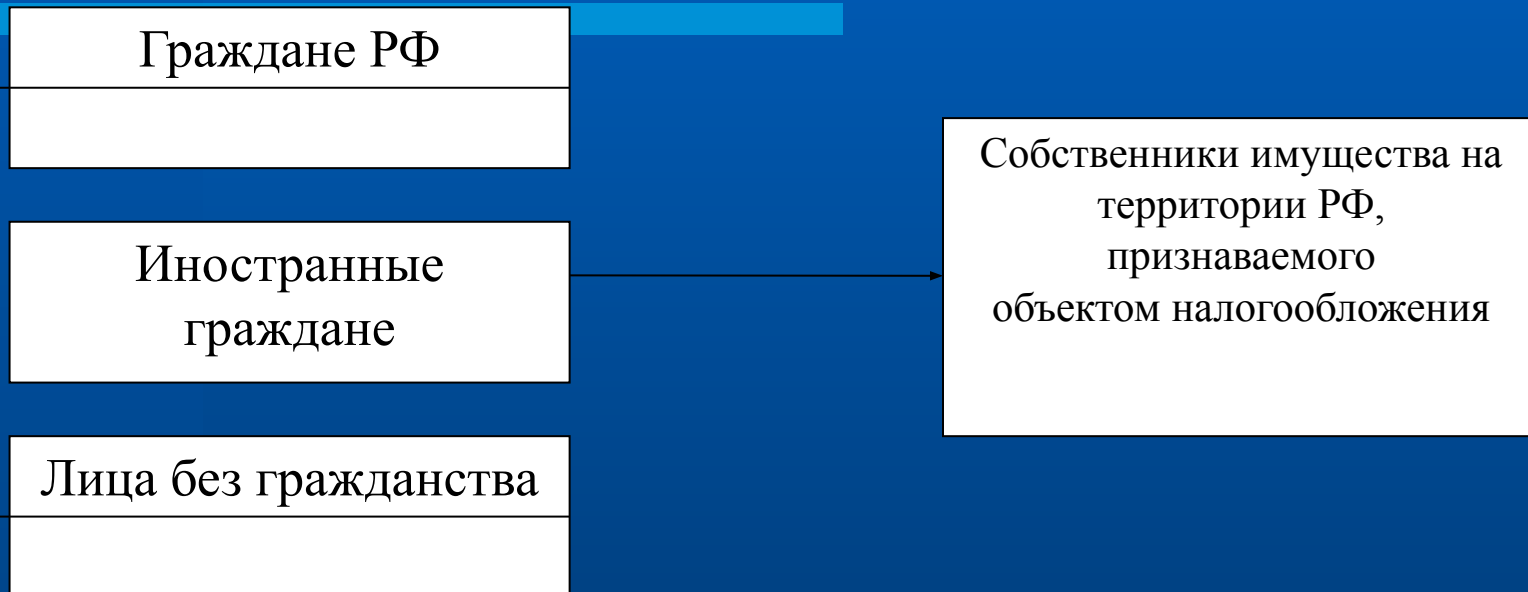 Граждане РФ
Иностранные
граждане
Лица без гражданства
Собственники имущества на
территории РФ,
признаваемого
объектом налогообложения